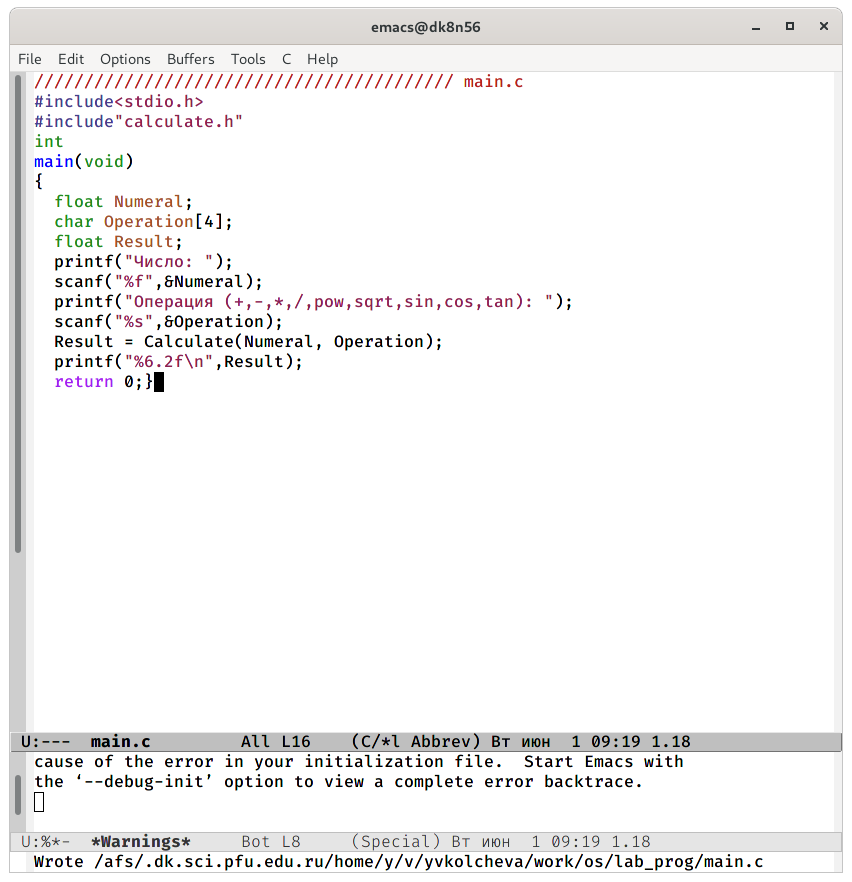 emacs@dk8n56
File Edit Options Buffers Tools C Help
////////////////////////////////////////// main.c
#include<stdio.h>
#include"calculate.h"
int
main(void)
{
  float Numeral;
  char Operation[4];
  float Result;
  printf("Число: ");
  scanf("%f",&Numeral);
  printf("Операция (+,-,*,/,pow,sqrt,sin,cos,tan): ");
  scanf("%s",&Operation);
  Result = Calculate(Numeral, Operation);
  printf("%6.2f\n",Result);
  return 0;}
U:--- main.c All L16 (C/*l Abbrev) Вт июн 1 09:19 1.18
cause of the error in your initialization file.  Start Emacs with
the ‘--debug-init’ option to view a complete error backtrace.
U:%*- *Warnings* Bot L8 (Special) Вт июн 1 09:19 1.18
Wrote /afs/.dk.sci.pfu.edu.ru/home/y/v/yvkolcheva/work/os/lab_prog/main.c